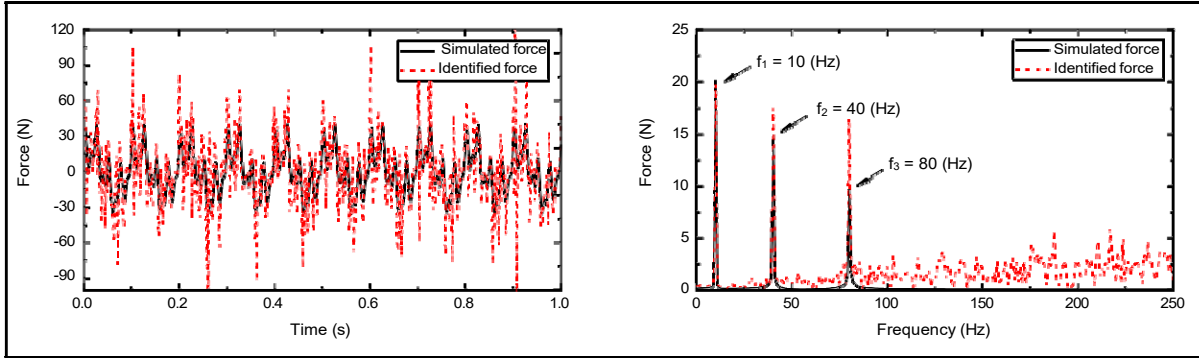 120
90
60
30
0
-30
-60
-90
Force (N)
Simulated force
Identified force
0.0 0.2 0.4 0.6 0.8 1.0
Time (s)
25
20
15
10
5
0
Force (N)
Simulated force
Identified force
f₁ = 10 (Hz)
f₂ = 40 (Hz)
f₃ = 80 (Hz)
0 50 100 150 200 250
Frequency (Hz)